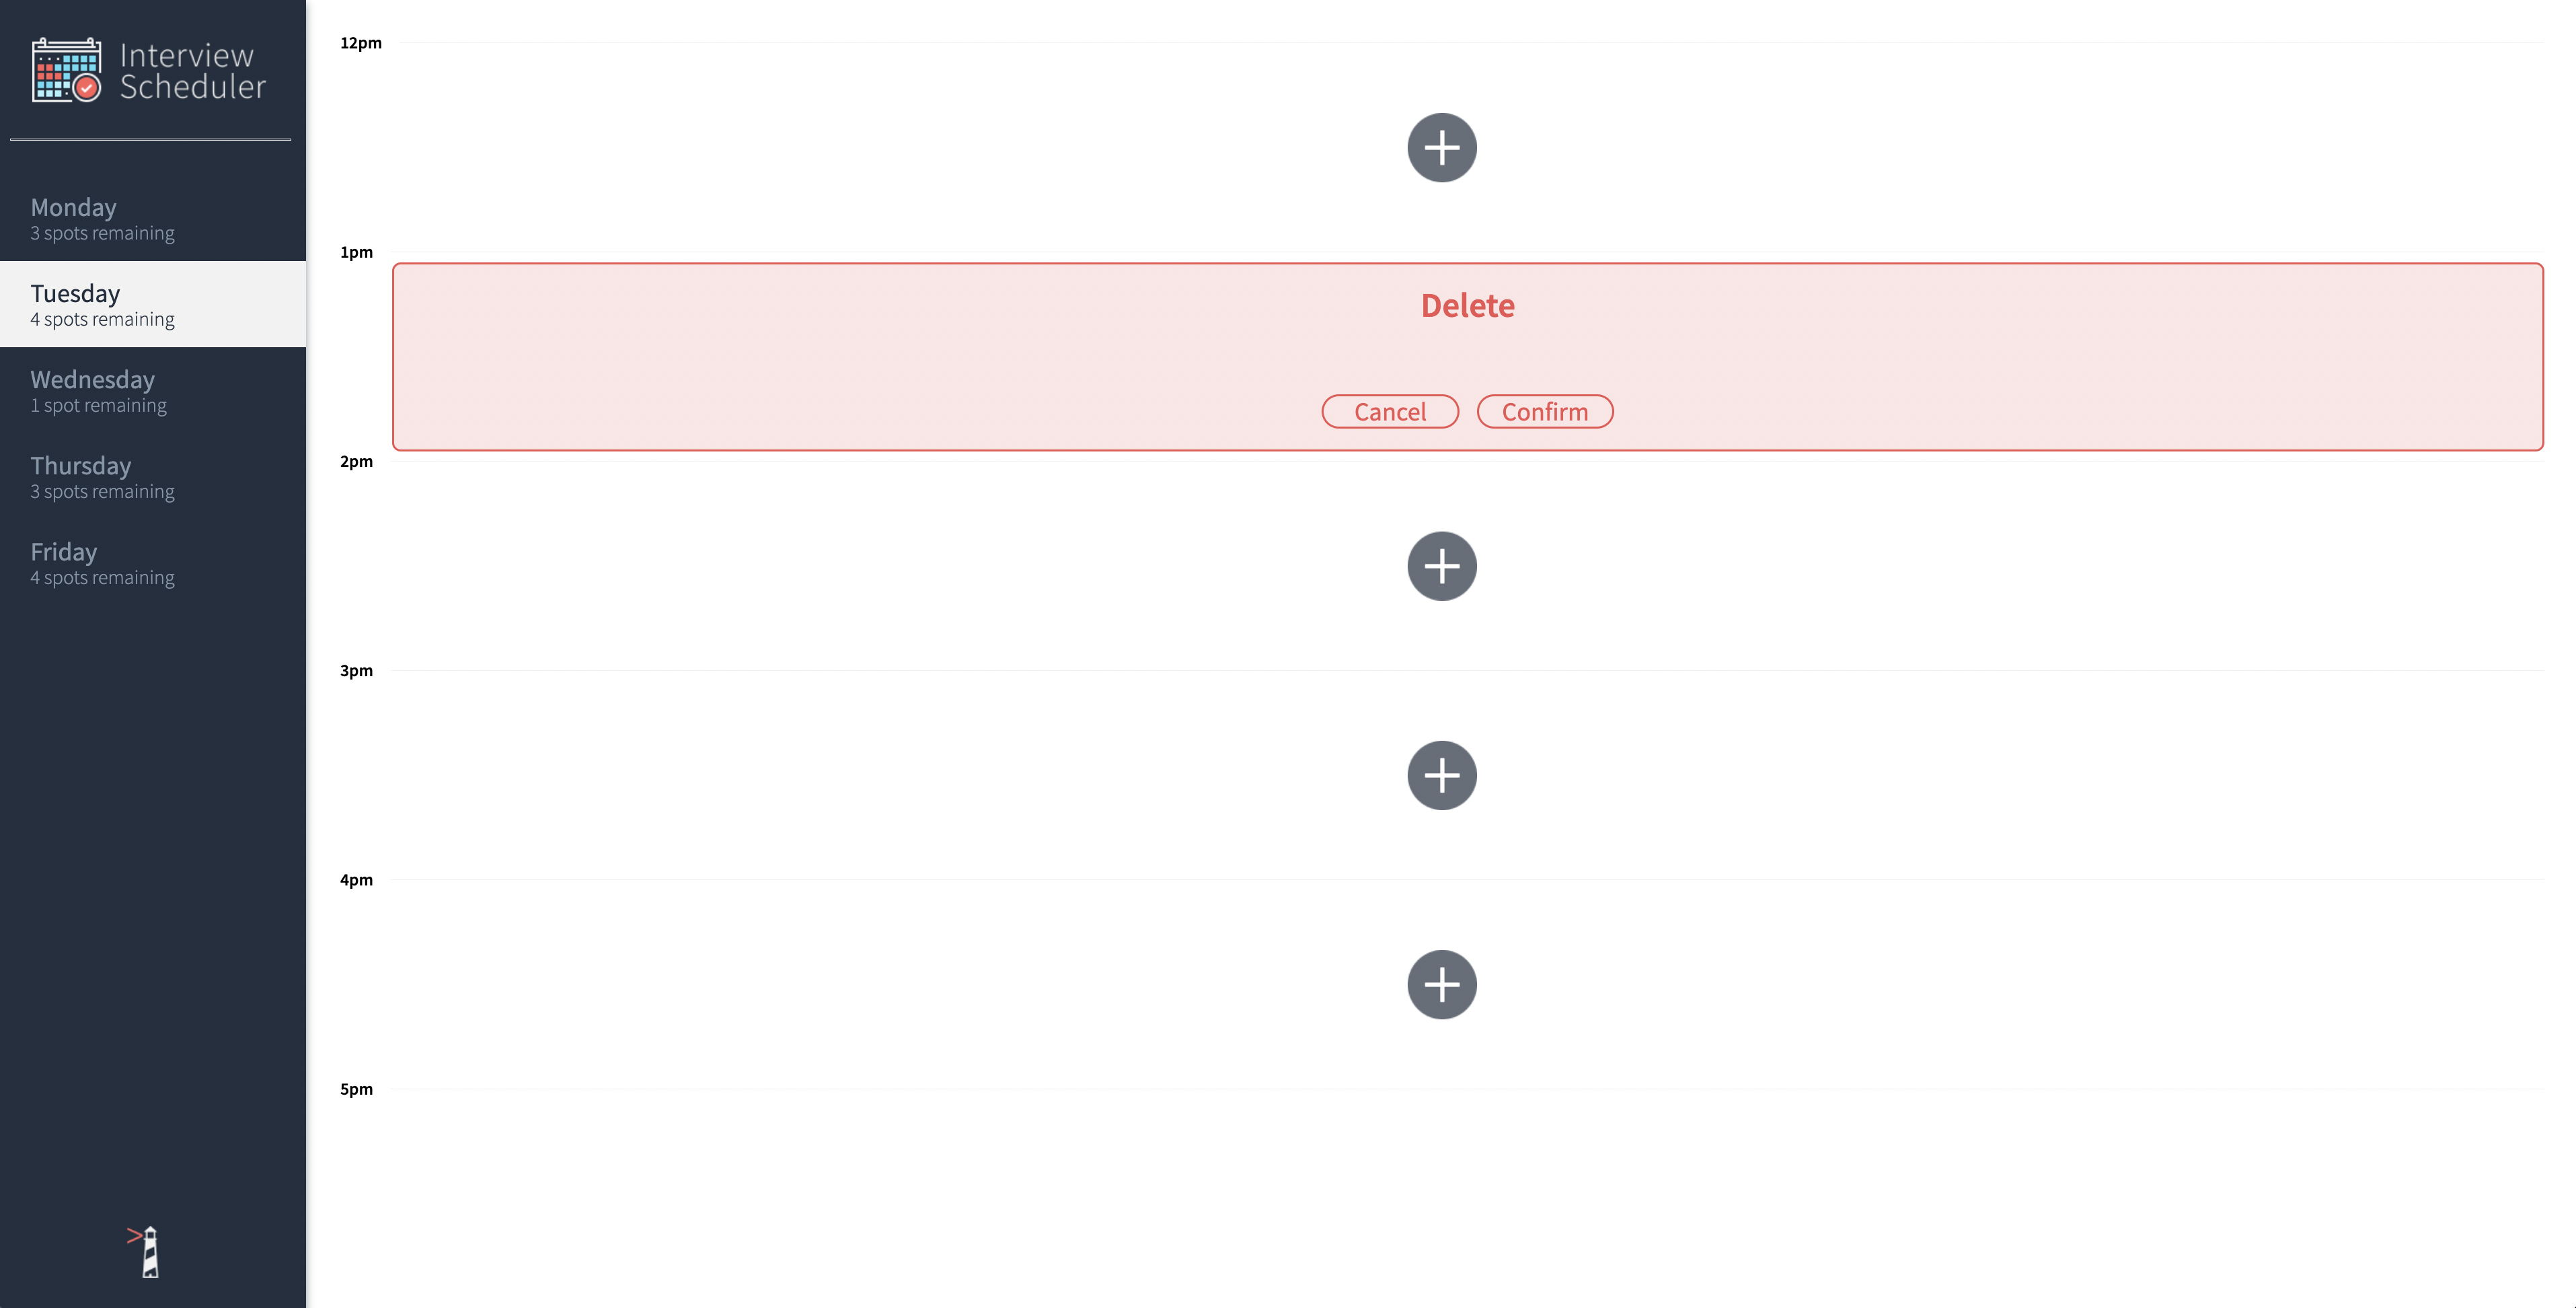 Interview
Scheduler
Monday
3 spots remaining
Tuesday
4 spots remaining
Wednesday
1 spot remaining
Thursday
3 spots remaining
Friday
4 spots remaining
12pm
1pm
Delete
Cancel Confirm
2pm
3pm
4pm
5pm